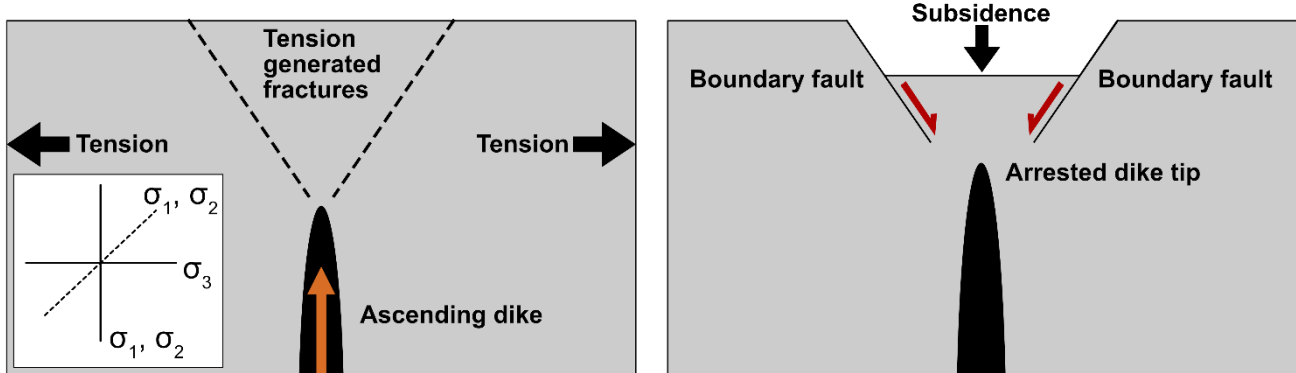 Tension
generated
fractures
Tension
Tension
σ1, σ2
σ3
σ1, σ2
Ascending dike
Subsidence
Boundary fault
Boundary fault
Arrested dike tip